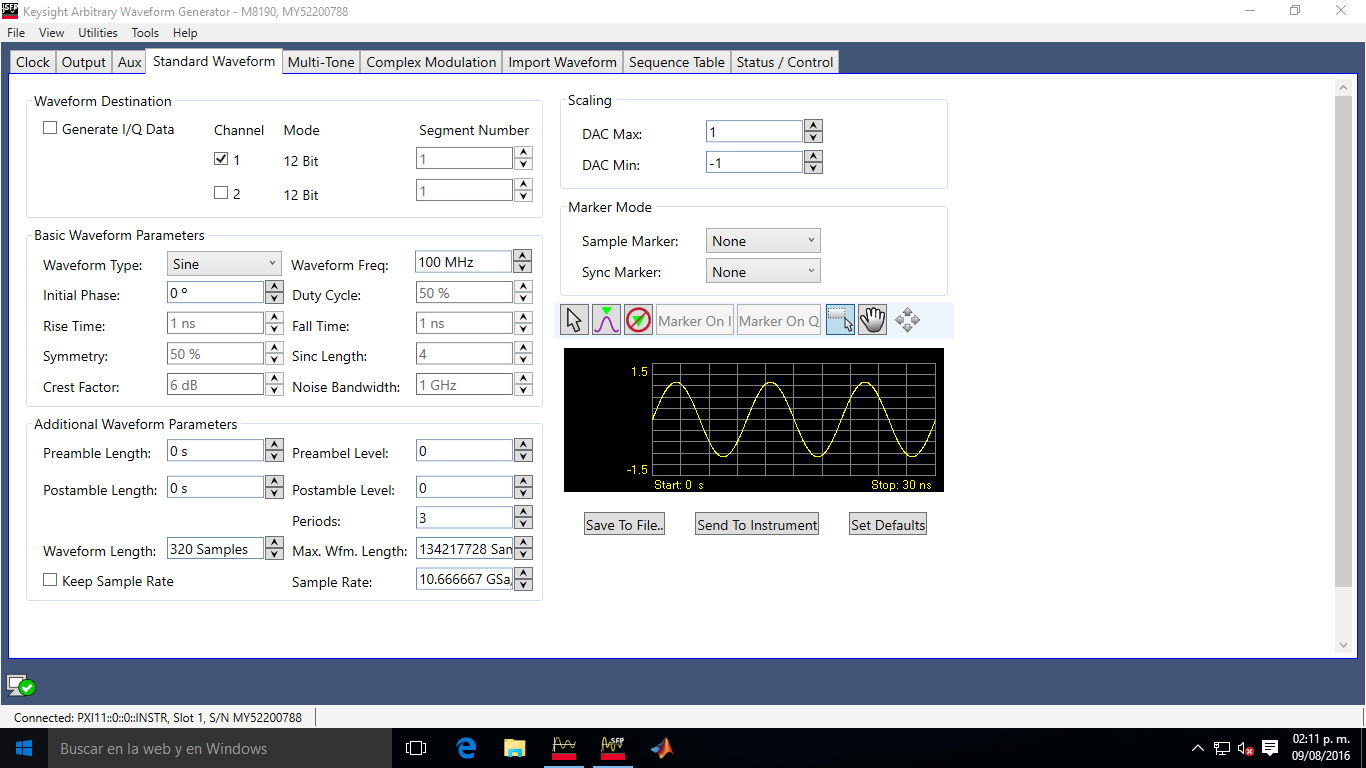 Keysight Arbitrary Waveform Generator - M8190, MY52200788
File View Utilities Tools Help
Clock Output Aux Standard Waveform Multi-Tone Complex Modulation Import Waveform Sequence Table Status / Control
Waveform Destination
Generate I/Q Data Channel Mode Segment Number
1 12 Bit 1
2 12 Bit 1
Basic Waveform Parameters
Waveform Type: Sine Waveform Freq: 100 MHz
Initial Phase: 0 º Duty Cycle: 50 %
Rise Time: 1 ns Fall Time: 1 ns
Symmetry: 50 % Sinc Length: 4
Crest Factor: 6 dB Noise Bandwidth: 1 GHz
Additional Waveform Parameters
Preamble Length: 0 s Preambel Level: 0
Postamble Length: 0 s Postamble Level: 0
Periods: 3
Waveform Length: 320 Samples Max. Wfm. Length: 134217728 San
Keep Sample Rate Sample Rate: 10.666667 GSa/
Scaling
DAC Max: 1
DAC Min: -1
Marker Mode
Sample Marker: None
Sync Marker: None
Marker On I Marker On Q
1.5
-1.5
Start: 0 s Stop: 30 ns
Save To File.. Send To Instrument Set Defaults
Connected: PXI11::0::0::INSTR, Slot 1, S/N MY52200788
Buscar en la web y en Windows
SFP
02:11 p. m.
09/08/2016